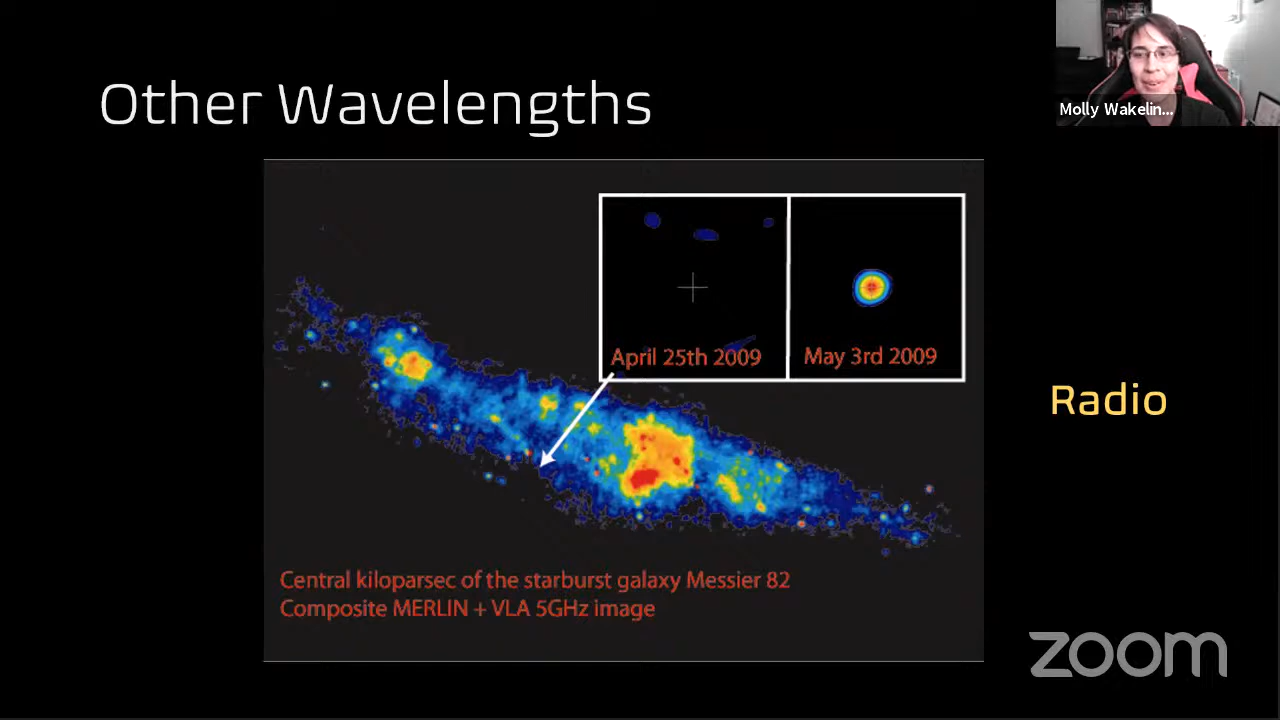 Other Wavelengths
Molly Wakelin...
April 25th 2009
May 3rd 2009
Radio
Central kiloparsec of the starburst galaxy Messier 82
Composite MERLIN + VLA 5GHz image
zoom